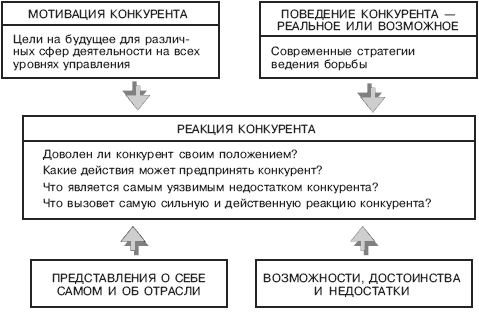 МОТИВАЦИЯ КОНКУРЕНТА
Цели на будущее для различ-
ных сфер деятельности на всех
уровнях управления
ПОВЕДЕНИЕ КОНКУРЕНТА —
РЕАЛЬНОЕ ИЛИ ВОЗМОЖНОЕ
Современные стратегии
ведения борьбы
РЕАКЦИЯ КОНКУРЕНТА
Доволен ли конкурент своим положением?
Какие действия может предпринять конкурент?
Что является самым уязвимым недостатком конкурента?
Что вызовет самую сильную и действенную реакцию конкурента?
ПРЕДСТАВЛЕНИЯ О СЕБЕ
САМОМ И ОБ ОТРАСЛИ
ВОЗМОЖНОСТИ, ДОСТОИНСТВА
И НЕДОСТАТКИ